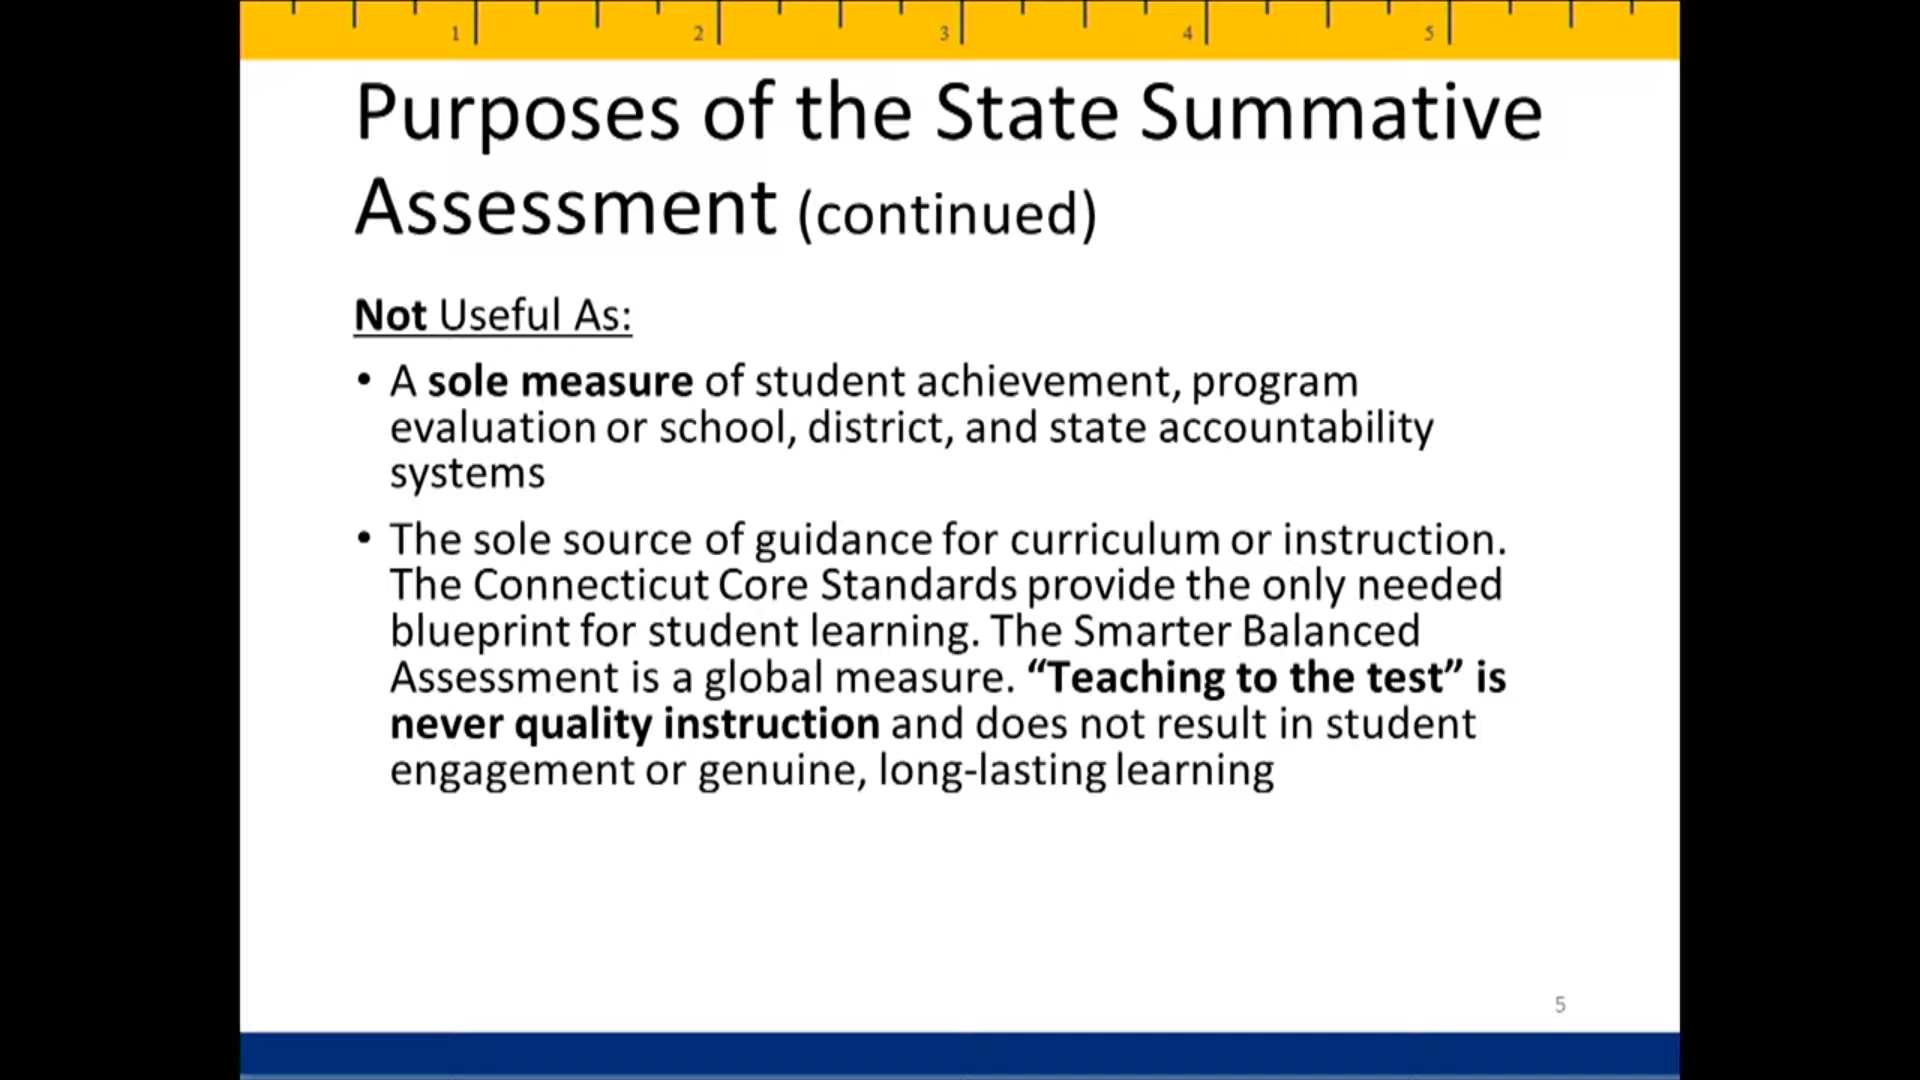 1 2 3 4 5
Purposes of the State Summative
Assessment (continued)
Not Useful As:
• A sole measure of student achievement, program
evaluation or school, district, and state accountability
systems
• The sole source of guidance for curriculum or instruction.
The Connecticut Core Standards provide the only needed
blueprint for student learning. The Smarter Balanced
Assessment is a global measure. “Teaching to the test” is
never quality instruction and does not result in student
engagement or genuine, long-lasting learning
5